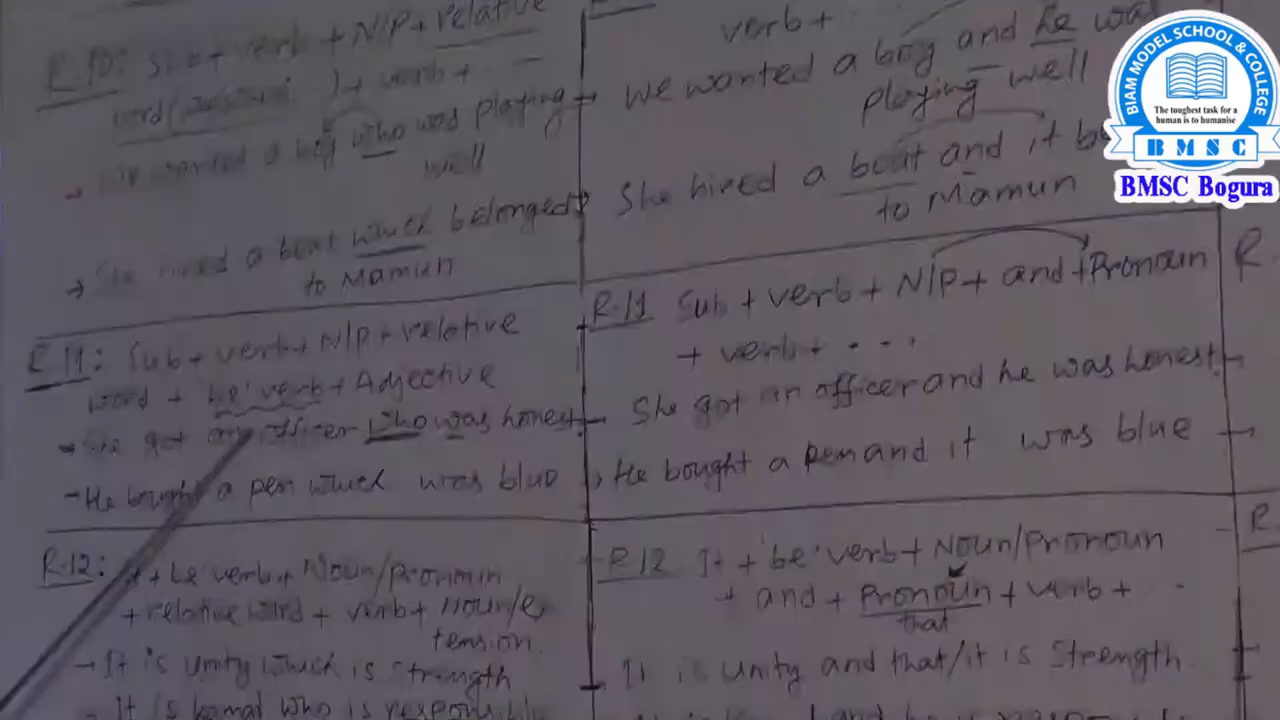 R.10: Sub + verb + N/P + relative
word ( ) + verb +
→ We wanted a boy who was playing
well
→ She hired a boat which belonged
to Mamun
verb +
→ We wanted a boy and he was
playing well
She hired a boat and it
to Mamun
R.11: Sub + verb + N/P + relative
word + be' verb + Adjective
She got officer who was honest
- He bought a pen which was blue
R.11 Sub + verb + N/P + and + Pronoun
+ verb + ...
She got an officer and he was honest
→ He bought a pen and it was blue
R.
R.12: It + be' verb + Noun/pronoun
+ relative word + verb + Noun/ex
tension.
→ It is unity which is strength
- It is kamal who is responsible
R.12 It + be' verb + Noun/Pronoun
+ and + Pronoun + verb + ..
that
It is unity and that/it is strength
R
BIAM MODEL SCHOOL & COLLEGE
The toughest task for a
human is to humanise
BMSC
BMSC Bogura